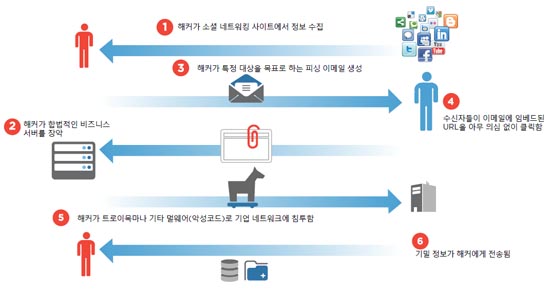 1 해커가 소셜 네트워킹 사이트에서 정보 수집
3 해커가 특정 대상을 목표로 하는 피싱 이메일 생성
4
수신자들이 이메일에 임베드된
URL을 아무 의심 없이 클릭함
2 해커가 합법적인 비즈니스
서버를 장악
5 해커가 트로이목마나 기타 멀웨어(악성코드)로 기업 네트워크에 침투함
6
기밀 정보가 해커에게 전송됨